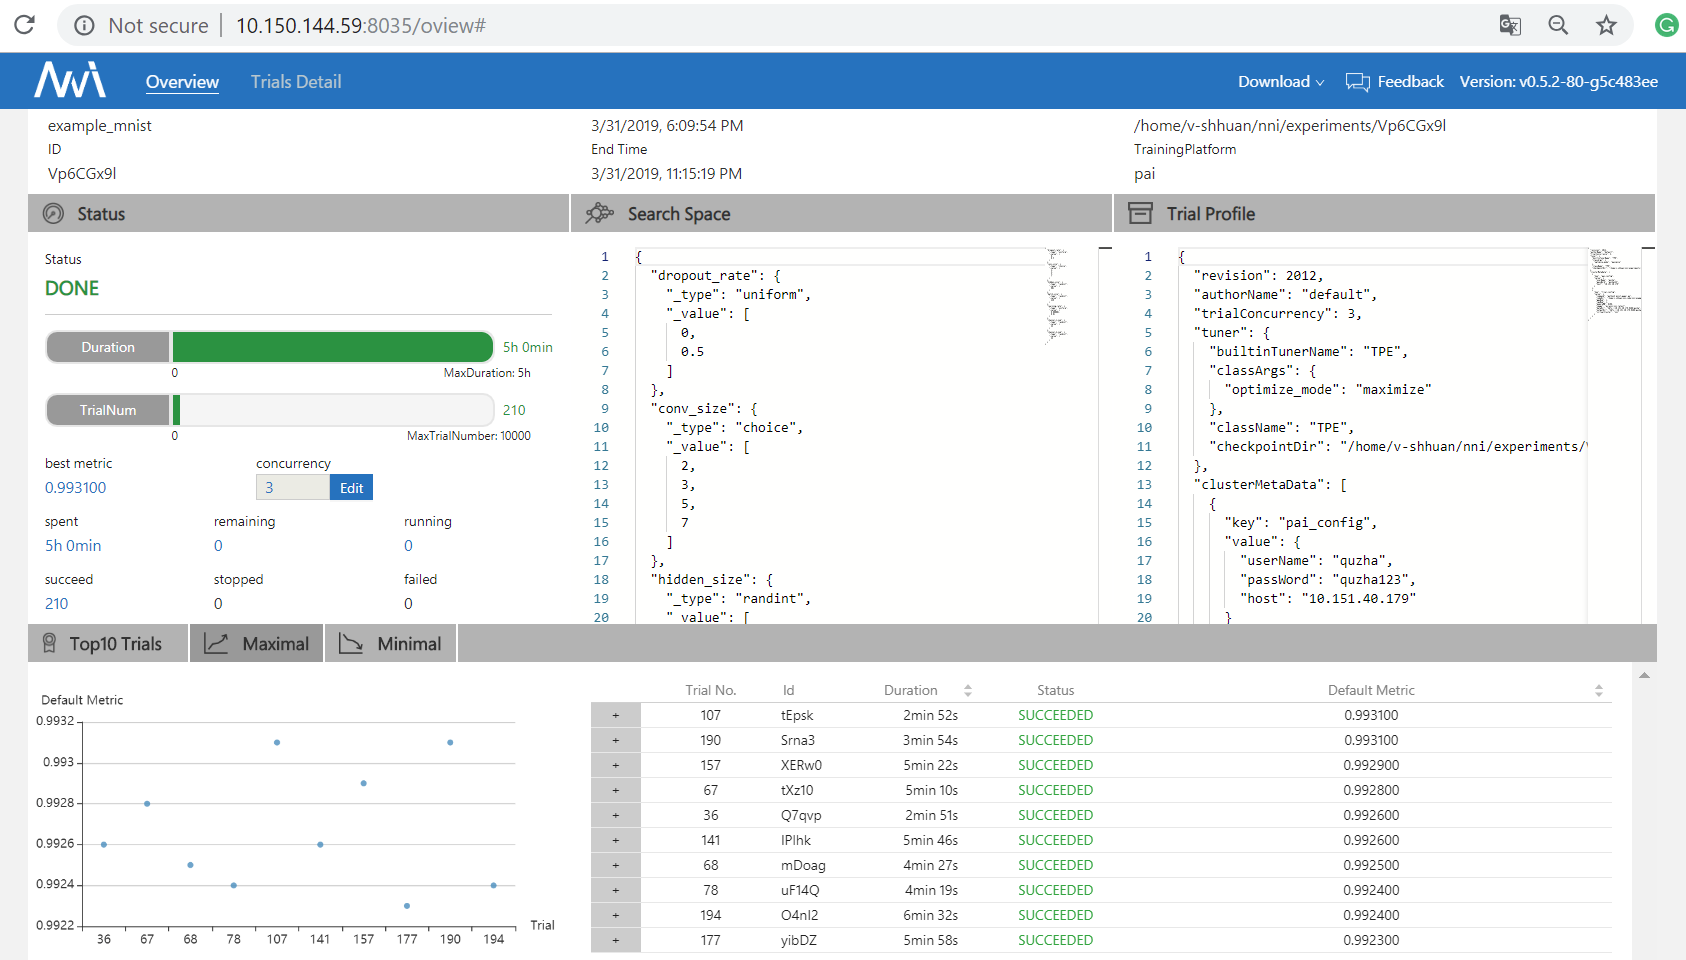 Not secure | 10.150.144.59:8035/oview#
Overview Trials Detail Download Feedback Version: v0.5.2-80-g5c483ee
example_mnist 3/31/2019, 6:09:54 PM /home/v-shhuan/nni/experiments/Vp6CGx9l
ID End Time TrainingPlatform
Vp6CGx9l 3/31/2019, 11:15:19 PM pai
Status
Status
DONE
Duration 5h 0min
0 MaxDuration: 5h
TrialNum 210
0 MaxTrialNumber: 10000
best metric concurrency
0.993100 3 Edit
spent remaining running
5h 0min 0 0
succeed stopped failed
210 0 0
Search Space
1 {
2 "dropout_rate": {
3 "_type": "uniform",
4 "_value": [
5 0,
6 0.5
7 ]
8 },
9 "conv_size": {
10 "_type": "choice",
11 "_value": [
12 2,
13 3,
14 5,
15 7
16 ]
17 },
18 "hidden_size": {
19 "_type": "randint",
20 "_value": [
Trial Profile
1 {
2 "revision": 2012,
3 "authorName": "default",
4 "trialConcurrency": 3,
5 "tuner": {
6 "builtinTunerName": "TPE",
7 "classArgs": {
8 "optimize_mode": "maximize"
9 },
10 "className": "TPE",
11 "checkpointDir": "/home/v-shhuan/nni/experiments/
12 },
13 "clusterMetaData": [
14 {
15 "key": "pai_config",
16 "value": {
17 "userName": "quzha",
18 "passWord": "quzha123",
19 "host": "10.151.40.179"
20 }
Top10 Trials Maximal Minimal
Default Metric
0.9932
0.993
0.9928
0.9926
0.9924
0.9922
36 67 68 78 107 141 157 177 190 194
Trial
Trial No. Id Duration Status Default Metric
+ 107 tEpsk 2min 52s SUCCEEDED 0.993100
+ 190 Srna3 3min 54s SUCCEEDED 0.993100
+ 157 XERw0 5min 22s SUCCEEDED 0.992900
+ 67 tXz10 5min 10s SUCCEEDED 0.992800
+ 36 Q7qvp 2min 51s SUCCEEDED 0.992600
+ 141 IPlhk 5min 46s SUCCEEDED 0.992600
+ 68 mDoag 4min 27s SUCCEEDED 0.992500
+ 78 uF14Q 4min 19s SUCCEEDED 0.992400
+ 194 O4nI2 6min 32s SUCCEEDED 0.992400
+ 177 yibDZ 5min 58s SUCCEEDED 0.992300